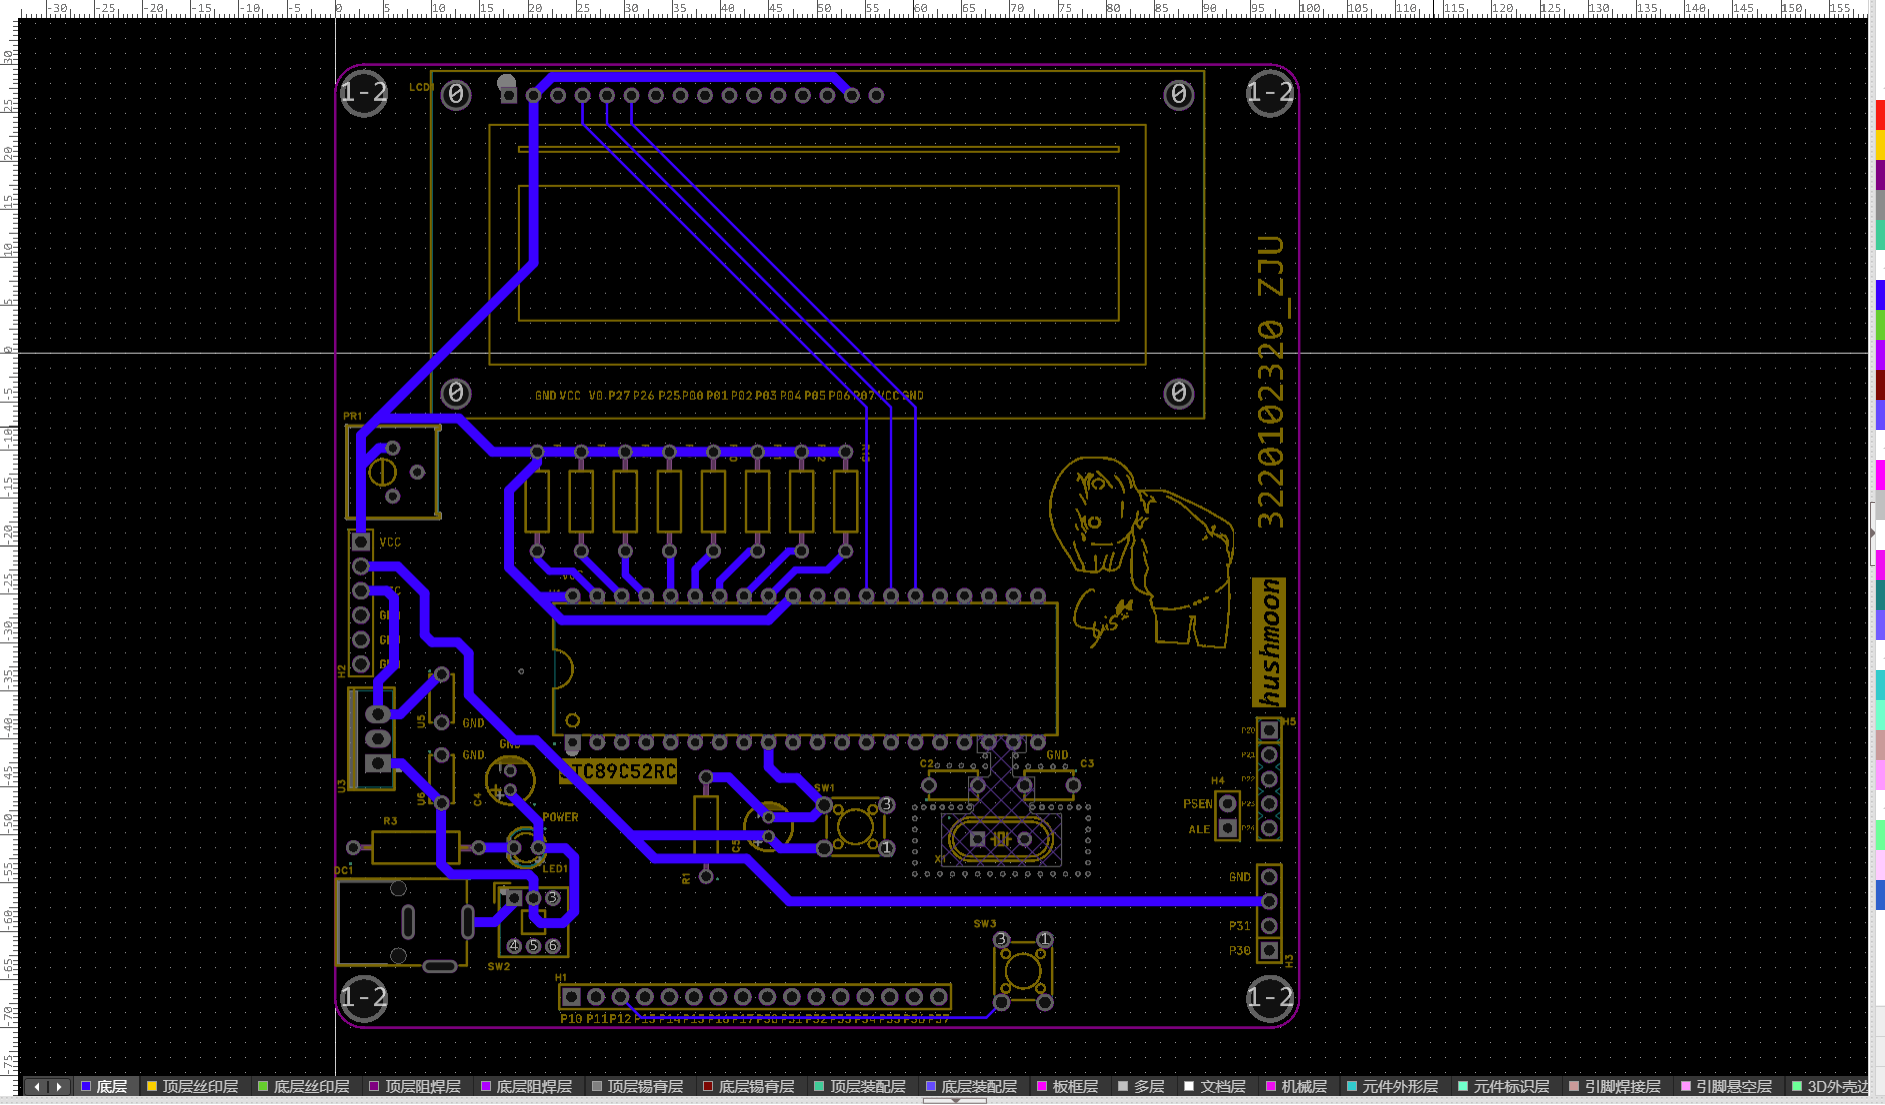 -30 -25 -20 -15 -10 -5 0 5 10 15 20 25 30 35 40 45 50 55 60 65 70 75 80 85 90 95 100 105 110 115 120 125 130 135 140 145 150 155
30
25
20
15
10
5
0
-5
-10
-15
-20
-25
-30
-35
-40
-45
-50
-55
-60
-65
-70
-75
1-2
LCD
0
0
1-2
3220102320_ZJU
0
0
GND VCC V0 P27 P26 P25 P00 P01 P02 P03 P04 P05 P06 P07 VCC GND
PR1
VCC
H2
hushmoon
U5
GND
GND
U6
U3
C4
STC89C52RC
GND
C2
C3
H5
P20
P21
P22
P23
P24
H4
PSEN
ALE
SW1
3
1
C5
X1
R1
R3
POWER
LED1
DC1
3
4 5 6
SW2
GND
P31
P30
H3
SW3
3 1
H1
P10 P11 P12 P13 P14 P15 P16 P17 P30 P31 P32 P33 P34 P35 P36 P37
1-2
1-2
底层 顶层丝印层 底层丝印层 顶层阻焊层 底层阻焊层 顶层锡膏层 底层锡膏层 顶层装配层 底层装配层 板框层 多层 文档层 机械层 元件外形层 元件标识层 引脚焊接层 引脚悬空层 3D外壳边